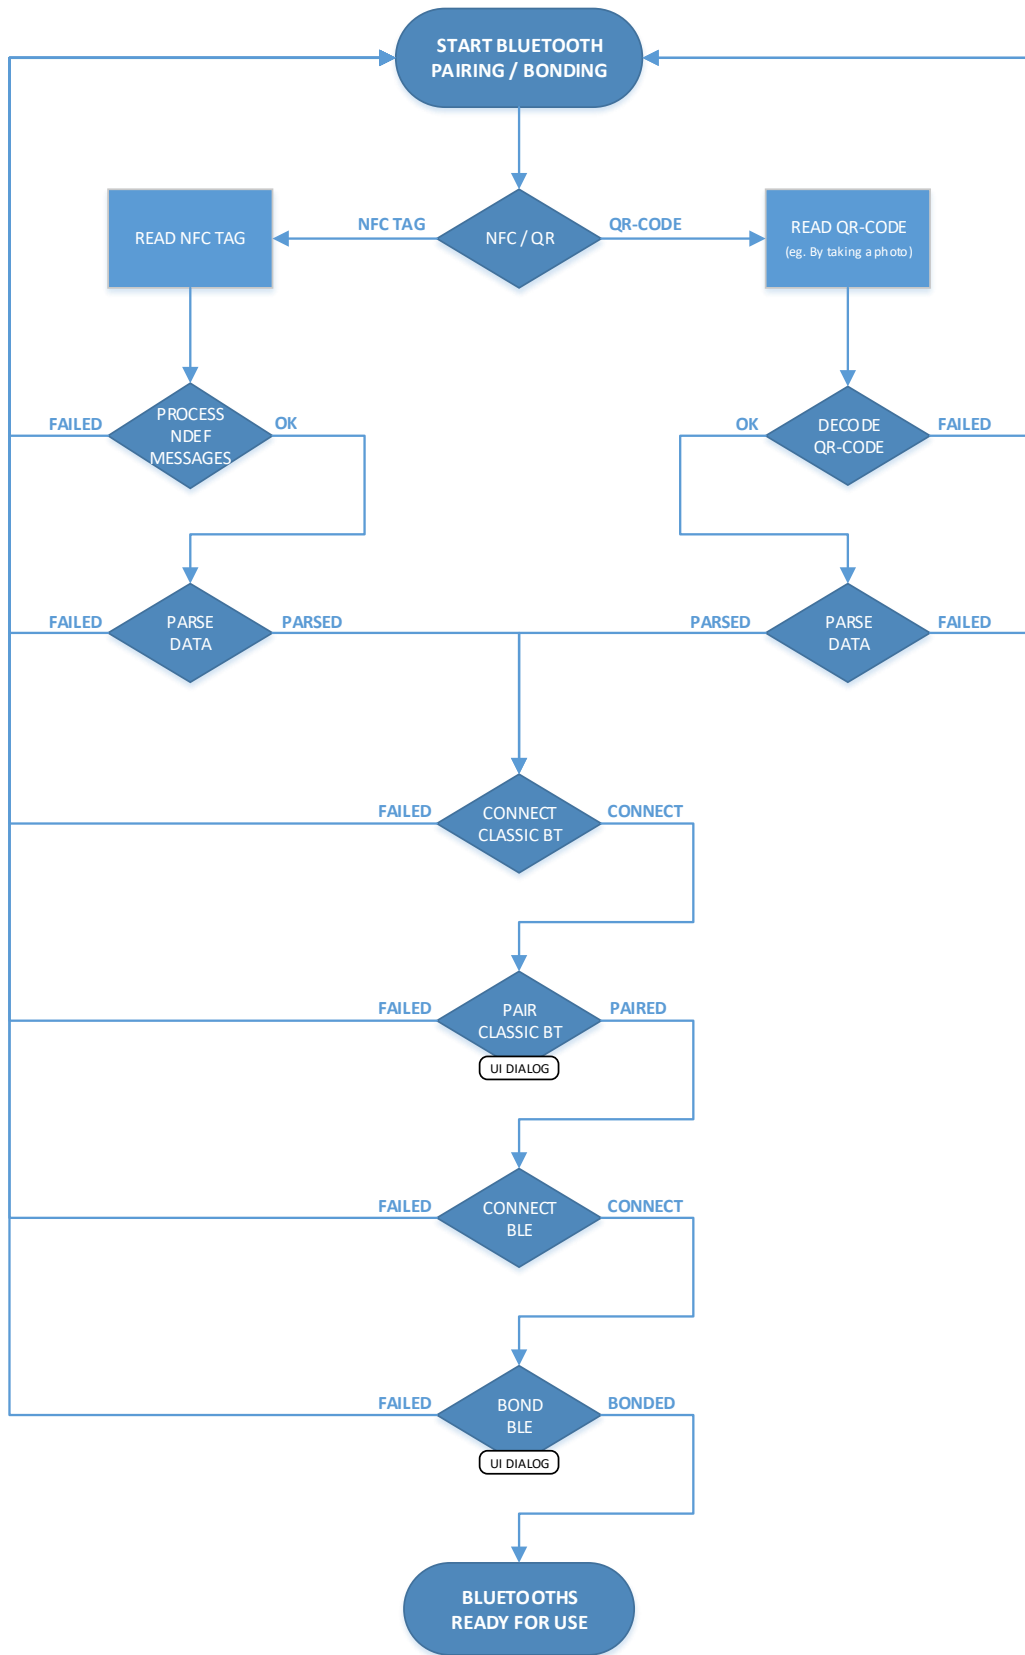 START BLUETOOTH
PAIRING / BONDING
NFC TAG
NFC / QR
QR-CODE
READ NFC TAG
READ QR-CODE
(eg. By taking a photo)
FAILED
PROCESS
NDEF
MESSAGES
OK
OK
DECODE
QR-CODE
FAILED
FAILED
PARSE
DATA
PARSED
PARSED
PARSE
DATA
FAILED
FAILED
CONNECT
CLASSIC BT
CONNECT
FAILED
PAIR
CLASSIC BT
PAIRED
UI DIALOG
FAILED
CONNECT
BLE
CONNECT
FAILED
BOND
BLE
BONDED
UI DIALOG
BLUETOOTHS
READY FOR USE